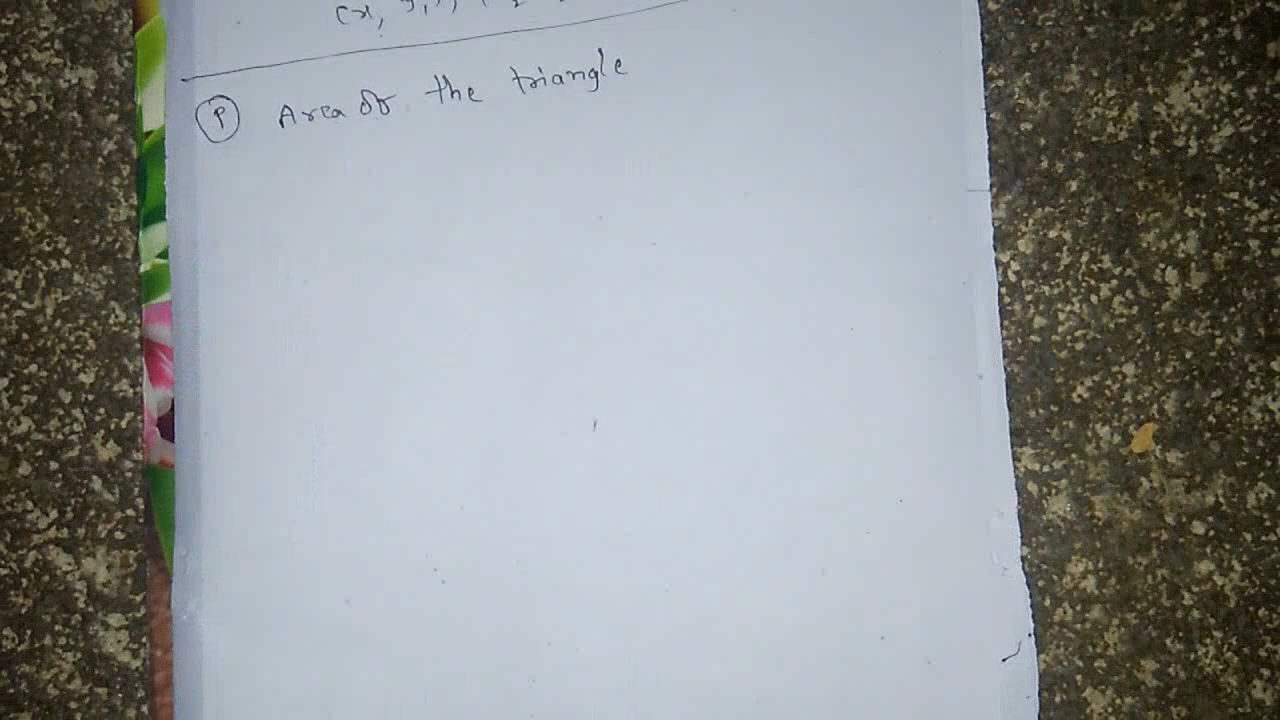 (x, y,), (
P Area of the triangle